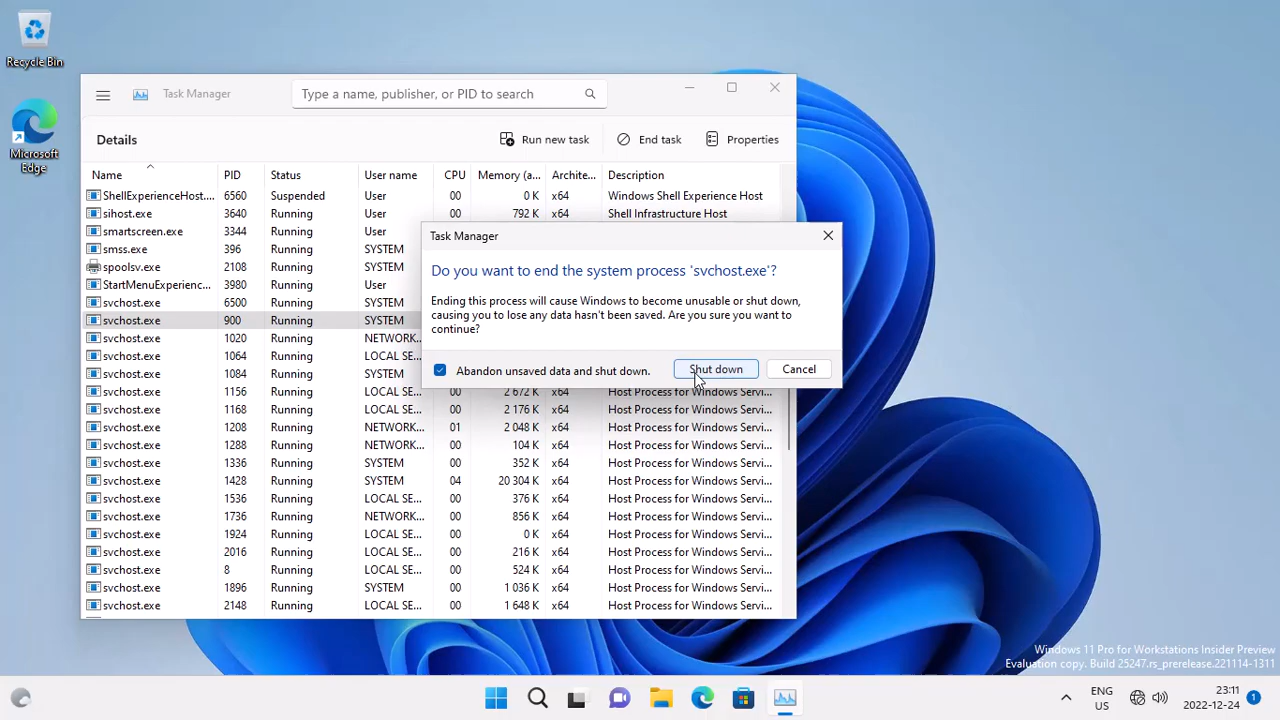 Recycle Bin
Microsoft
Edge
Task Manager
Type a name, publisher, or PID to search
Details
Run new task
End task
Properties
Name PID Status User name CPU Memory (a... Archite... Description
ShellExperienceHost.... 6560 Suspended User 00 0 K x64 Windows Shell Experience Host
sihost.exe 3640 Running User 00 792 K x64 Shell Infrastructure Host
smartscreen.exe 3344 Running User
smss.exe 396 Running SYSTEM
spoolsv.exe 2108 Running SYSTEM
StartMenuExperienc... 3980 Running User
svchost.exe 6500 Running SYSTEM
svchost.exe 900 Running SYSTEM
svchost.exe 1020 Running NETWORK...
svchost.exe 1064 Running LOCAL SE...
svchost.exe 1084 Running LOCAL SE...
svchost.exe 1156 Running LOCAL SE... 00 2 672 K x64 Host Process for Windows Servi...
svchost.exe 1168 Running LOCAL SE... 00 2 176 K x64 Host Process for Windows Servi...
svchost.exe 1208 Running NETWORK... 01 2 048 K x64 Host Process for Windows Servi...
svchost.exe 1288 Running NETWORK... 00 104 K x64 Host Process for Windows Servi...
svchost.exe 1336 Running SYSTEM 00 352 K x64 Host Process for Windows Servi...
svchost.exe 1428 Running SYSTEM 04 20 304 K x64 Host Process for Windows Servi...
svchost.exe 1536 Running LOCAL SE... 00 376 K x64 Host Process for Windows Servi...
svchost.exe 1736 Running NETWORK... 00 856 K x64 Host Process for Windows Servi...
svchost.exe 1924 Running LOCAL SE... 00 0 K x64 Host Process for Windows Servi...
svchost.exe 2016 Running LOCAL SE... 00 216 K x64 Host Process for Windows Servi...
svchost.exe 8 Running LOCAL SE... 00 524 K x64 Host Process for Windows Servi...
svchost.exe 1896 Running SYSTEM 00 1 036 K x64 Host Process for Windows Servi...
svchost.exe 2148 Running LOCAL SE... 00 1 648 K x64 Host Process for Windows Servi...
Task Manager
Do you want to end the system process 'svchost.exe'?
Ending this process will cause Windows to become unusable or shut down,
causing you to lose any data hasn't been saved. Are you sure you want to
continue?
Abandon unsaved data and shut down.
Shut down
Cancel
Windows 11 Pro for Workstations Insider Preview
Evaluation copy. Build 25247.rs_prerelease.221114-1311
ENG
US
23:11
2022-12-24
1